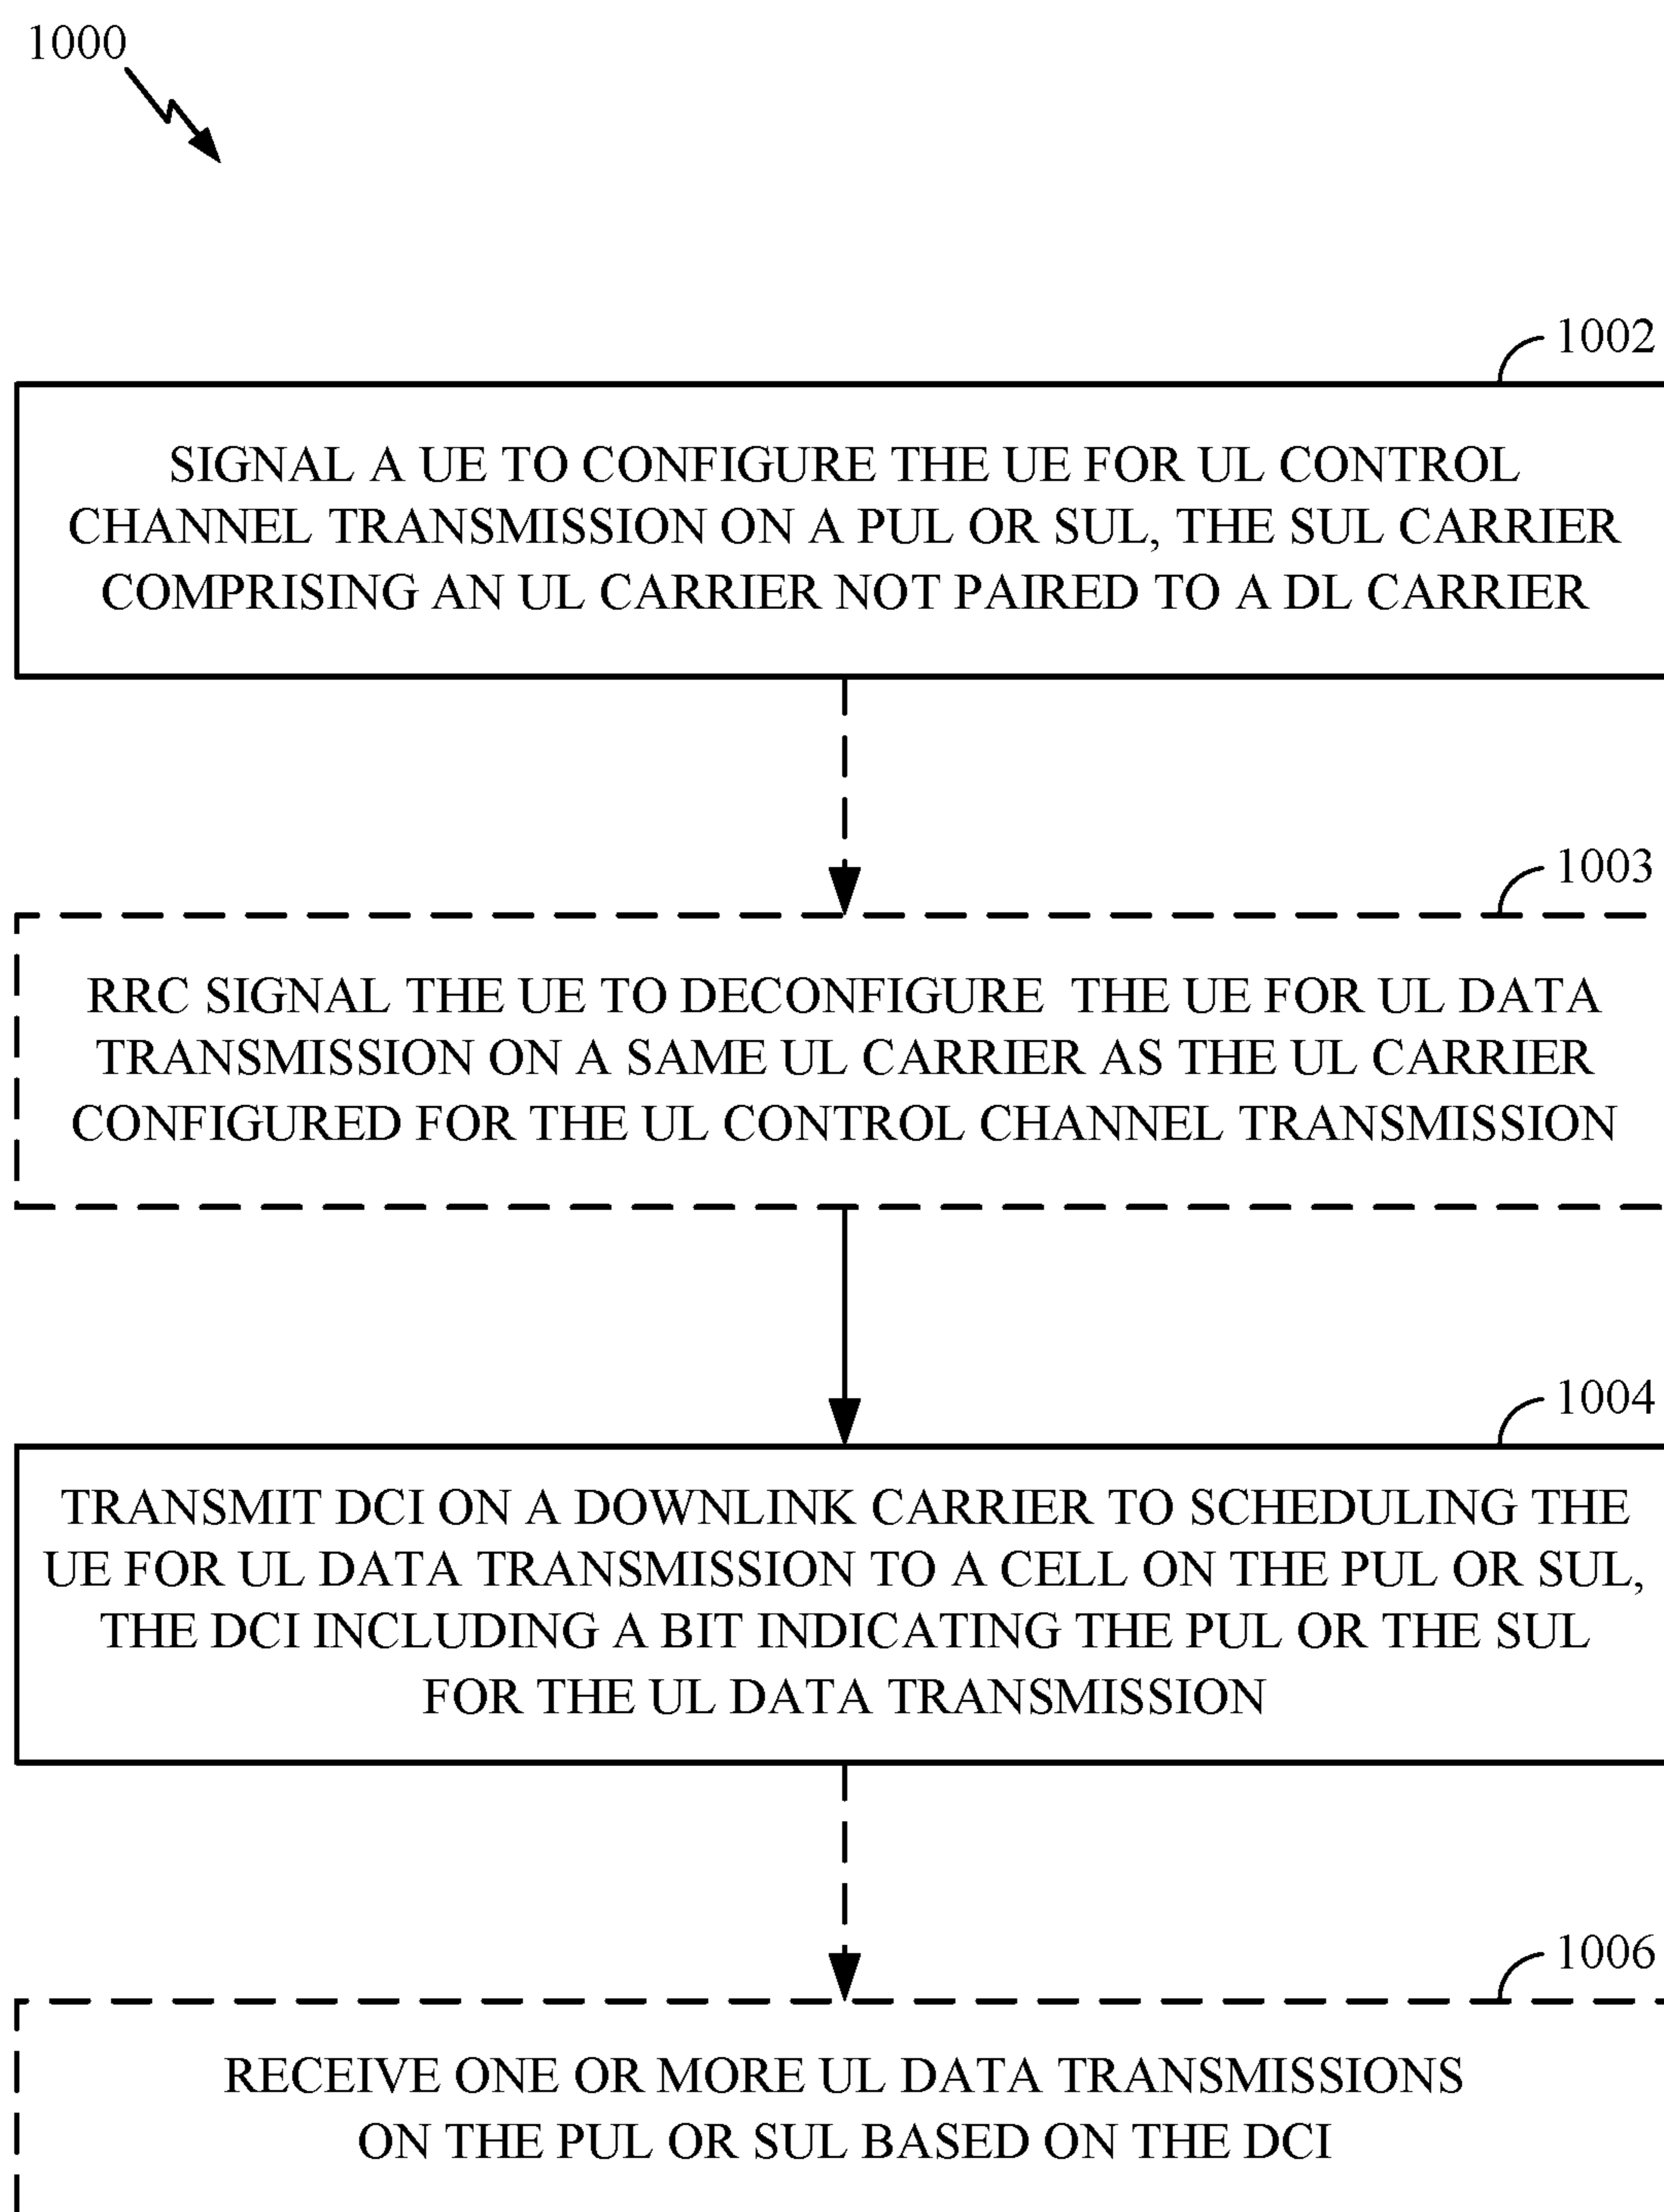 1000
1002
SIGNAL A UE TO CONFIGURE THE UE FOR UL CONTROL
CHANNEL TRANSMISSION ON A PUL OR SUL, THE SUL CARRIER
COMPRISING AN UL CARRIER NOT PAIRED TO A DL CARRIER
1003
RRC SIGNAL THE UE TO DECONFIGURE THE UE FOR UL DATA
TRANSMISSION ON A SAME UL CARRIER AS THE UL CARRIER
CONFIGURED FOR THE UL CONTROL CHANNEL TRANSMISSION
1004
TRANSMIT DCI ON A DOWNLINK CARRIER TO SCHEDULING THE
UE FOR UL DATA TRANSMISSION TO A CELL ON THE PUL OR SUL,
THE DCI INCLUDING A BIT INDICATING THE PUL OR THE SUL
FOR THE UL DATA TRANSMISSION
1006
RECEIVE ONE OR MORE UL DATA TRANSMISSIONS
ON THE PUL OR SUL BASED ON THE DCI